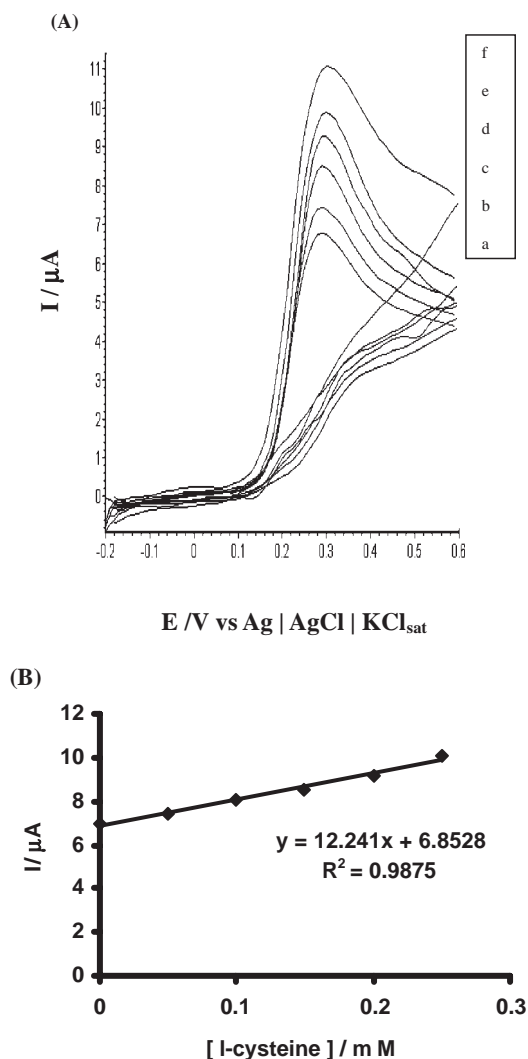 (A)
f
e
d
c
b
a
11
10
9
8
7
6
5
4
3
2
1
0
I / μA
-0.2 -0.1 0 0.1 0.2 0.3 0.4 0.5 0.6
E /V vs Ag | AgCl | KClsat
(B)
12
10
8
6
4
2
0
I/ μA
y = 12.241x + 6.8528
R² = 0.9875
0 0.1 0.2 0.3
[ l-cysteine ] / m M